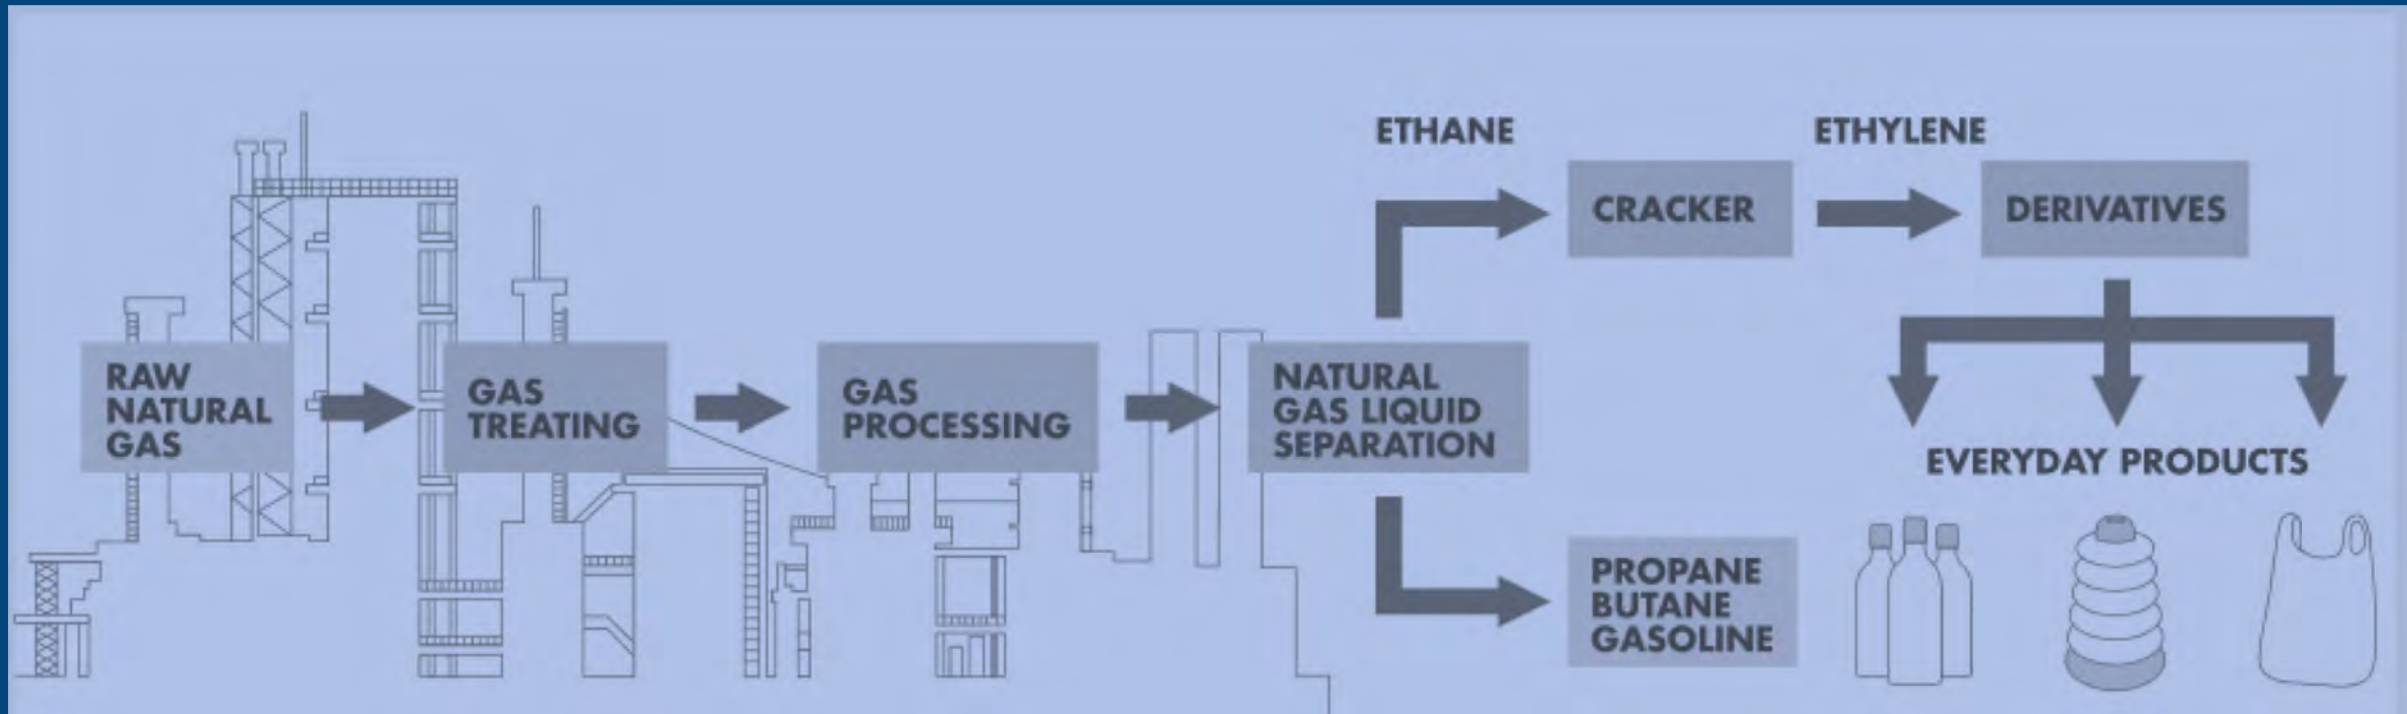 RAW
NATURAL
GAS
GAS
TREATING
GAS
PROCESSING
NATURAL
GAS LIQUID
SEPARATION
ETHANE
CRACKER
ETHYLENE
DERIVATIVES
EVERYDAY PRODUCTS
PROPANE
BUTANE
GASOLINE